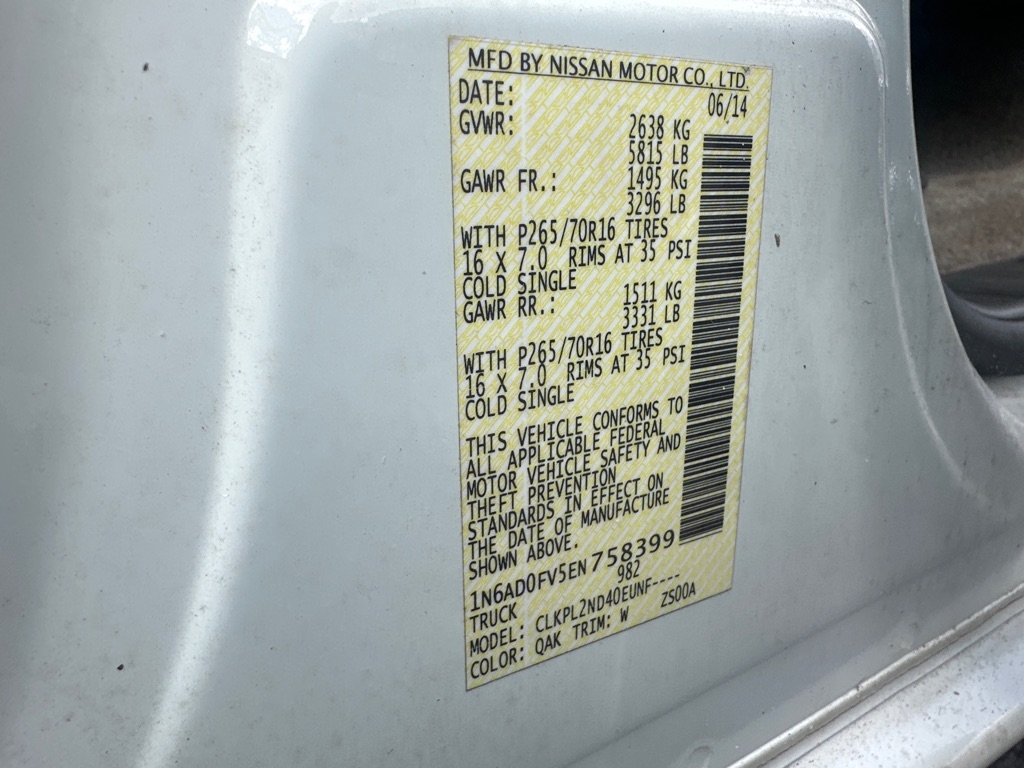 MFD BY NISSAN MOTOR CO., LTD.
DATE: 06/14
GVWR: 2638 KG
5815 LB
GAWR FR.: 1495 KG
3296 LB
WITH P265/70R16 TIRES
16 X 7.0 RIMS AT 35 PSI
COLD SINGLE
GAWR RR.: 1511 KG
3331 LB
WITH P265/70R16 TIRES
16 X 7.0 RIMS AT 35 PSI
COLD SINGLE
THIS VEHICLE CONFORMS TO
ALL APPLICABLE FEDERAL
MOTOR VEHICLE SAFETY AND
THEFT PREVENTION
STANDARDS IN EFFECT ON
THE DATE OF MANUFACTURE
SHOWN ABOVE.
1N6AD0FV5EN758399
TRUCK 982
MODEL: CLKPL2ND40EUNF----
COLOR: QAK TRIM: W ZS00A